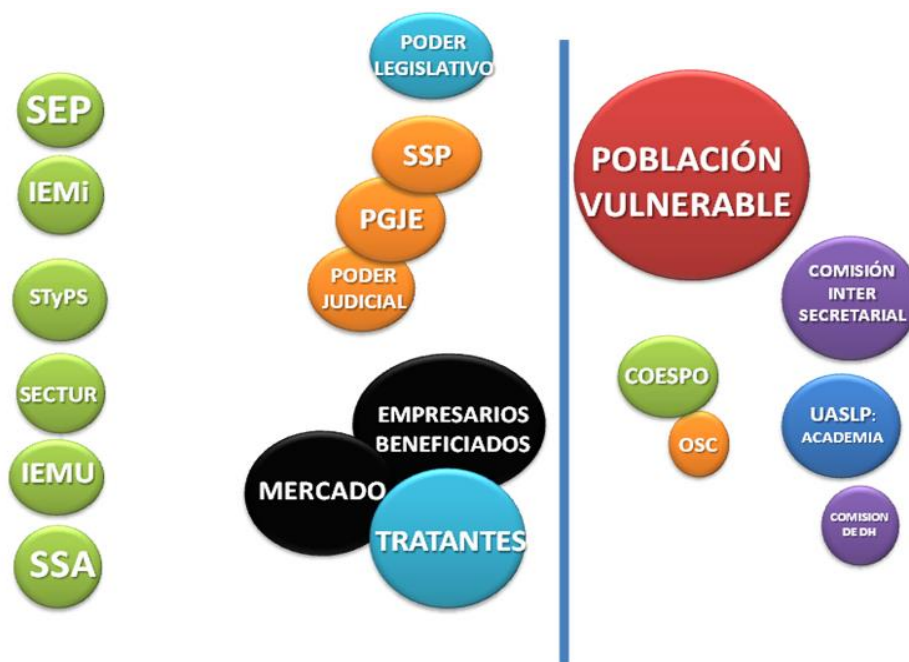 SEP
IEMi
STyPS
SECTUR
IEMU
SSA
PODER
LEGISLATIVO
SSP
PGJE
PODER
JUDICIAL
EMPRESARIOS
BENEFICIADOS
MERCADO
TRATANTES
POBLACIÓN
VULNERABLE
COMISIÓN
INTER
SECRETARIAL
COESPO
OSC
UASLP:
ACADEMIA
COMISION
DE DH